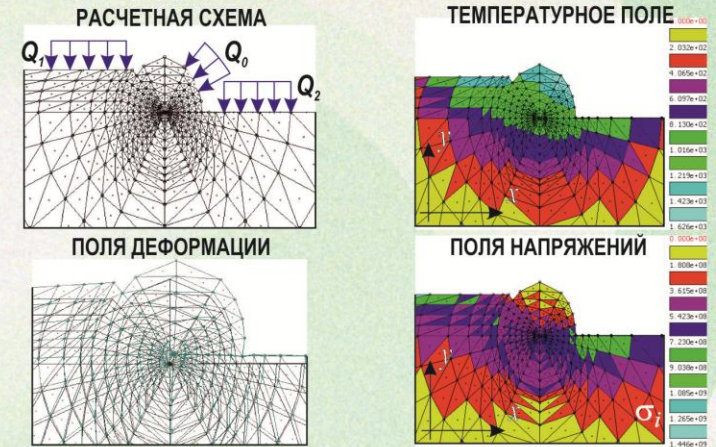 РАСЧЕТНАЯ СХЕМА
Q₁
Q₀
Q₂
ТЕМПЕРАТУРНОЕ ПОЛЕ
0.000e+00
2.032e+02
4.065e+02
6.097e+02
8.130e+02
1.016e+03
1.219e+03
1.423e+03
1.626e+03
y
x
ПОЛЯ ДЕФОРМАЦИИ
ПОЛЯ НАПРЯЖЕНИЙ
0.000e+00
1.808e+08
3.615e+08
5.423e+08
7.230e+08
9.038e+08
1.085e+09
1.265e+09
1.446e+09
y
x
σᵢ